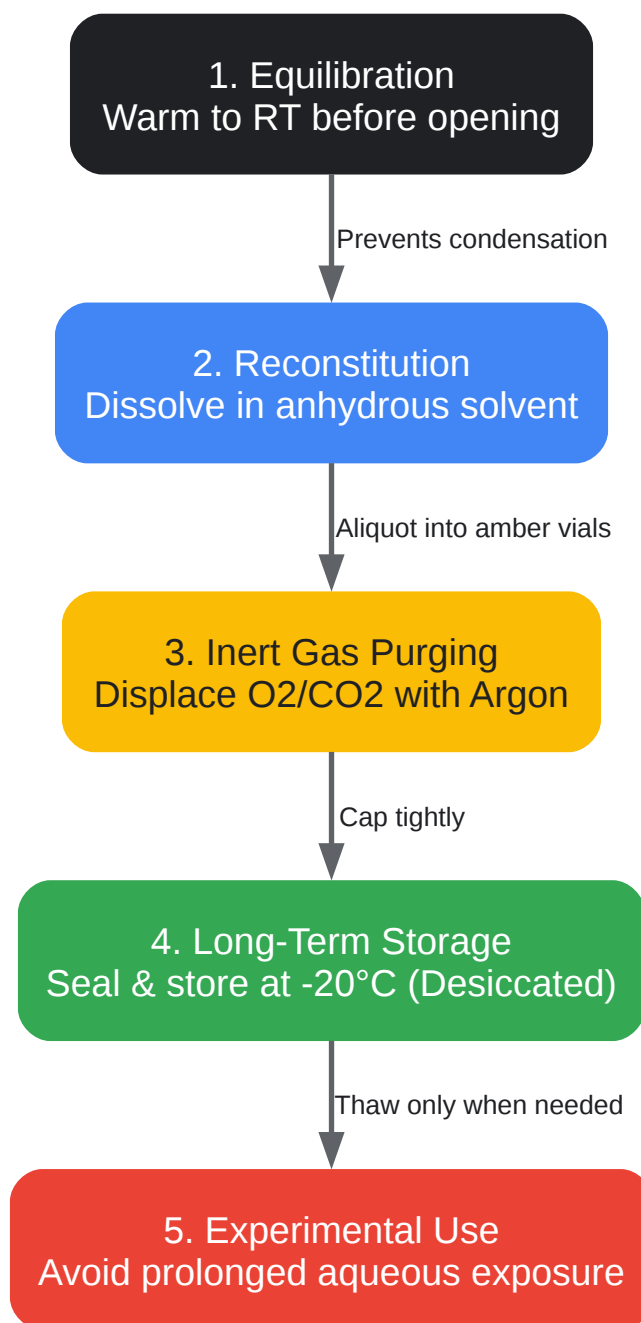 1. Equilibration
Warm to RT before opening
Prevents condensation
2. Reconstitution
Dissolve in anhydrous solvent
Aliquot into amber vials
3. Inert Gas Purging
Displace O2/CO2 with Argon
Cap tightly
4. Long-Term Storage
Seal & store at -20°C (Desiccated)
Thaw only when needed
5. Experimental Use
Avoid prolonged aqueous exposure